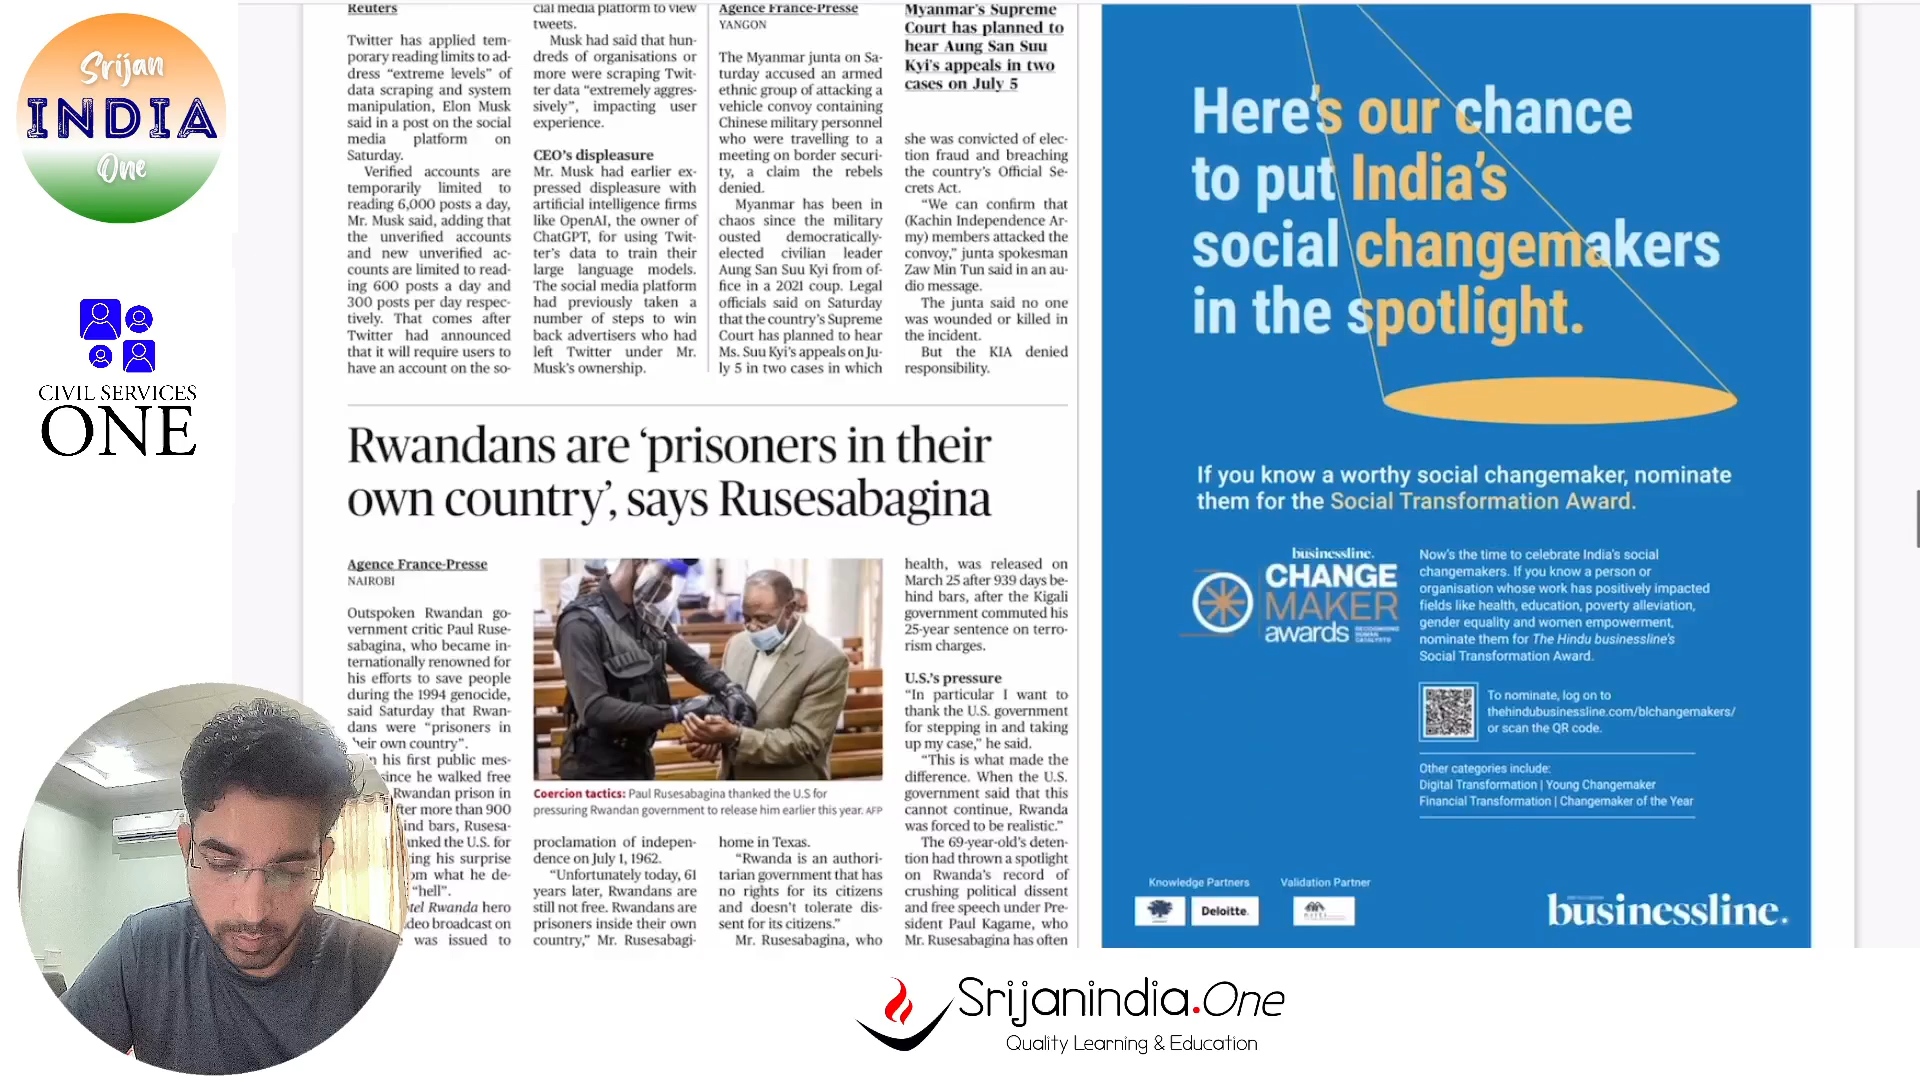 Srijan
INDIA
One
CIVIL SERVICES
ONE
Reuters
Twitter has applied tem-
porary reading limits to ad-
dress “extreme levels” of
data scraping and system
manipulation, Elon Musk
said in a post on the social
media platform on
Saturday.
Verified accounts are
temporarily limited to
reading 6,000 posts a day,
Mr. Musk said, adding that
the unverified accounts
and new unverified ac-
counts are limited to read-
ing 600 posts a day and
300 posts per day respec-
tively. That comes after
Twitter had announced
that it will require users to
have an account on the so-
cial media platform to view
tweets.
Musk had said that hun-
dreds of organisations or
more were scraping Twit-
ter data “extremely aggres-
sively”, impacting user
experience.
CEO’s displeasure
Mr. Musk had earlier ex-
pressed displeasure with
artificial intelligence firms
like OpenAI, the owner of
ChatGPT, for using Twit-
ter’s data to train their
large language models.
The social media platform
had previously taken a
number of steps to win
back advertisers who had
left Twitter under Mr.
Musk’s ownership.
Agence France-Presse
YANGON
The Myanmar junta on Sa-
turday accused an armed
ethnic group of attacking a
vehicle convoy containing
Chinese military personnel
who were travelling to a
meeting on border securi-
ty, a claim the rebels
denied.
Myanmar has been in
chaos since the military
ousted democratically-
elected civilian leader
Aung San Suu Kyi from of-
fice in a 2021 coup. Legal
officials said on Saturday
that the country’s Supreme
Court has planned to hear
Ms. Suu Kyi’s appeals on Ju-
ly 5 in two cases in which
Myanmar’s Supreme
Court has planned to
hear Aung San Suu
Kyi’s appeals in two
cases on July 5
she was convicted of elec-
tion fraud and breaching
the country’s Official Se-
crets Act.
“We can confirm that
(Kachin Independence Ar-
my) members attacked the
convoy,” junta spokesman
Zaw Min Tun said in an au-
dio message.
The junta said no one
was wounded or killed in
the incident.
But the KIA denied
responsibility.
Rwandans are ‘prisoners in their
own country’, says Rusesabagina
Agence France-Presse
NAIROBI
Outspoken Rwandan go-
vernment critic Paul Ruse-
sabagina, who became in-
ternationally renowned for
his efforts to save people
during the 1994 genocide,
said Saturday that Rwan-
dans were “prisoners in
heir own country”.
his first public mes-
since he walked free
Rwandan prison in
ter more than 900
ind bars, Rusesa-
nked the U.S. for
ing his surprise
om what he de-
“hell”.
tel Rwanda hero
deo broadcast on
was issued to
Coercion tactics: Paul Rusesabagina thanked the U.S for
pressuring Rwandan government to release him earlier this year. AFP
proclamation of indepen-
dence on July 1, 1962.
“Unfortunately today, 61
years later, Rwandans are
still not free. Rwandans are
prisoners inside their own
country,” Mr. Rusesabagi-
home in Texas.
“Rwanda is an authori-
tarian government that has
no rights for its citizens
and doesn’t tolerate dis-
sent for its citizens.”
Mr. Rusesabagina, who
health, was released on
March 25 after 939 days be-
hind bars, after the Kigali
government commuted his
25-year sentence on terro-
rism charges.
U.S.’s pressure
“In particular I want to
thank the U.S. government
for stepping in and taking
up my case,” he said.
“This is what made the
difference. When the U.S.
government said that this
cannot continue, Rwanda
was forced to be realistic.”
The 69-year-old’s deten-
tion had thrown a spotlight
on Rwanda’s record of
crushing political dissent
and free speech under Pre-
sident Paul Kagame, who
Mr. Rusesabagina has often
Here’s our chance
to put India’s
social changemakers
in the spotlight.
If you know a worthy social changemaker, nominate
them for the Social Transformation Award.
businessline.
CHANGE
MAKER
awards
Now’s the time to celebrate India’s social
changemakers. If you know a person or
organisation whose work has positively impacted
fields like health, education, poverty alleviation,
gender equality and women empowerment,
nominate them for The Hindu businessline’s
Social Transformation Award.
To nominate, log on to
thehindubusinessline.com/blchangemakers/
or scan the QR code.
Other categories include:
Digital Transformation | Young Changemaker
Financial Transformation | Changemaker of the Year
Knowledge Partners
Validation Partner
Deloitte.
businessline.
Srijanindia.One
Quality Learning & Education